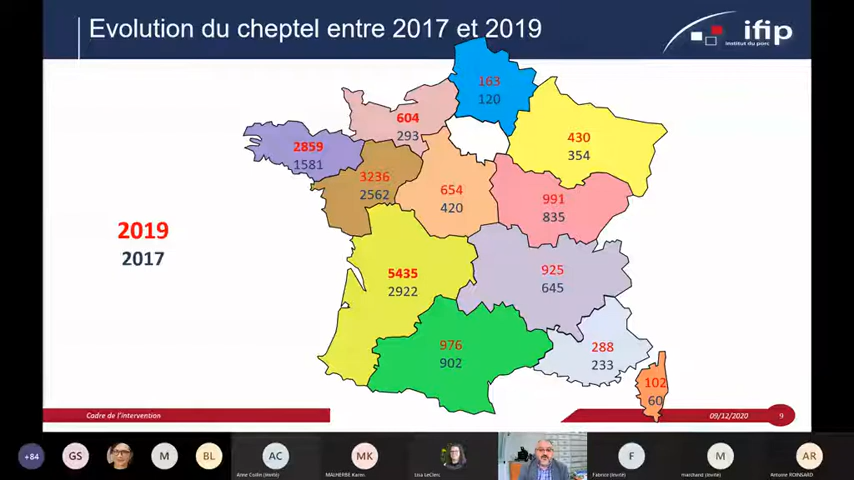 Evolution du cheptel entre 2017 et 2019
ifip
Institut du porc
163
120
604
293
430
354
2859
1581
3236
2562
654
420
991
835
2019
2017
5435
2922
925
645
976
902
288
233
102
60
Cadre de l'intervention
09/12/2020
9
+84
GS
M
BL
AC
MK
F
M
AR
Anne Collin (Invité)
MALHERBE Karim
Lisa LeClerc
Fabrice (Invité)
marchand (Invité)
Antoine ROINSARD